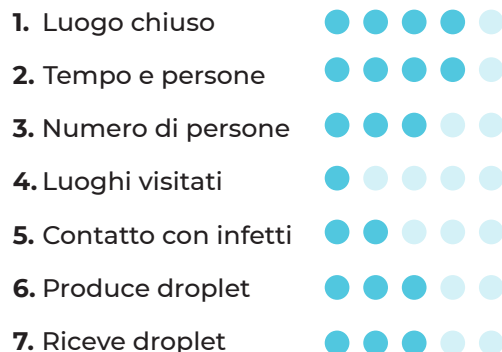 1. Luogo chiuso
2. Tempo e persone
3. Numero di persone
4. Luoghi visitati
5. Contatto con infetti
6. Produce droplet
7. Riceve droplet